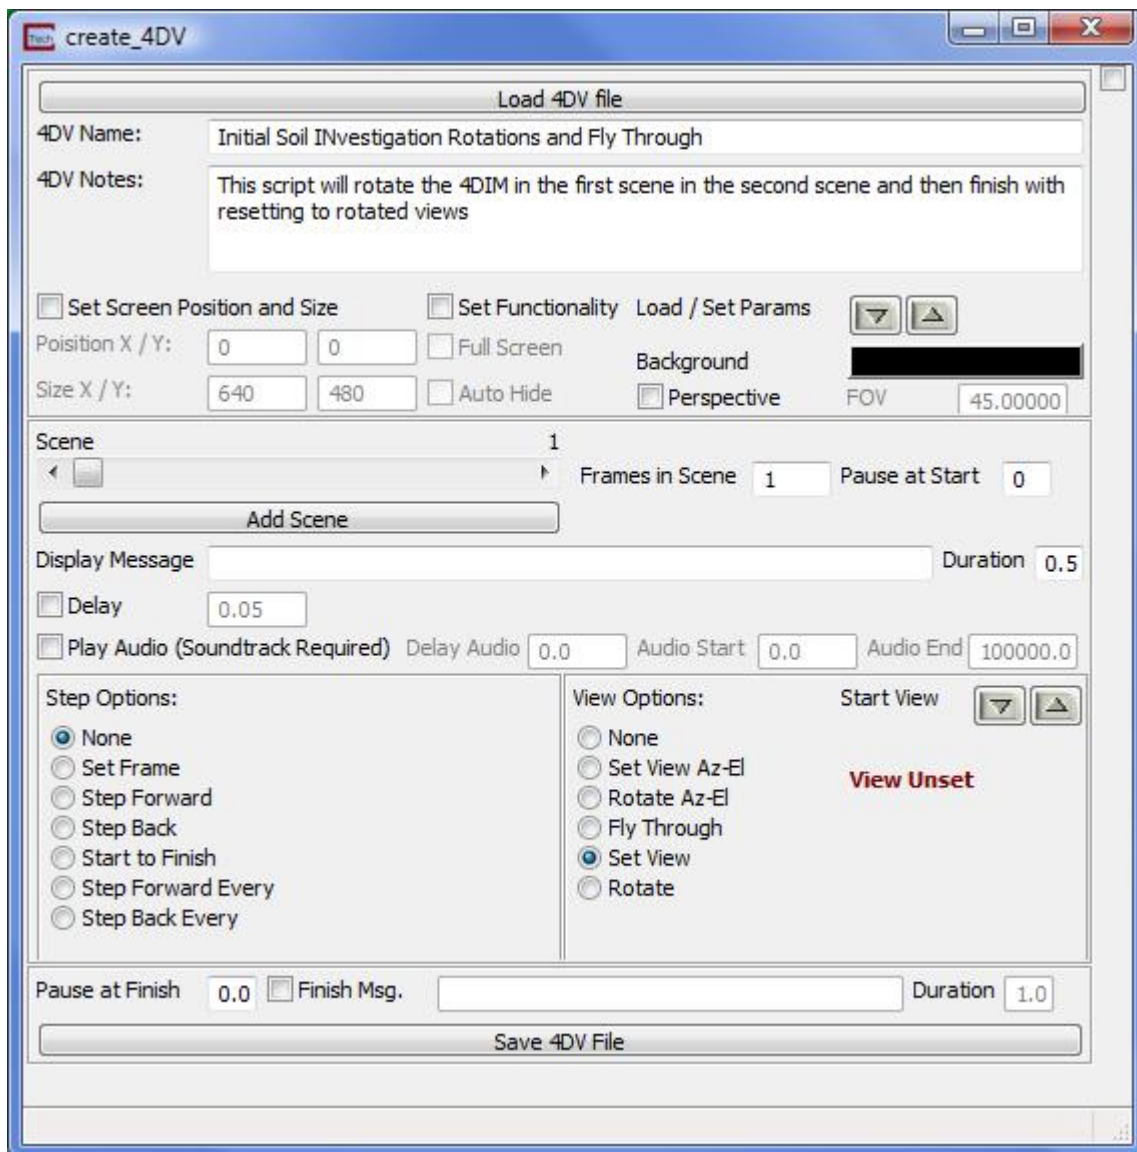 Tech create_4DV
Load 4DV file
4DV Name: Initial Soil INvestigation Rotations and Fly Through
4DV Notes: This script will rotate the 4DIM in the first scene in the second scene and then finish with
resetting to rotated views
Set Screen Position and Size Set Functionality Load / Set Params
Poisition X / Y: 0 0 Full Screen
Background
Size X / Y: 640 480 Auto Hide Perspective FOV 45.00000
Scene 1
Frames in Scene 1 Pause at Start 0
Add Scene
Display Message Duration 0.5
Delay 0.05
Play Audio (Soundtrack Required) Delay Audio 0.0 Audio Start 0.0 Audio End 100000.0
Step Options:
None
Set Frame
Step Forward
Step Back
Start to Finish
Step Forward Every
Step Back Every
View Options: Start View
None
Set View Az-El
View Unset
Rotate Az-El
Fly Through
Set View
Rotate
Pause at Finish 0.0 Finish Msg. Duration 1.0
Save 4DV File